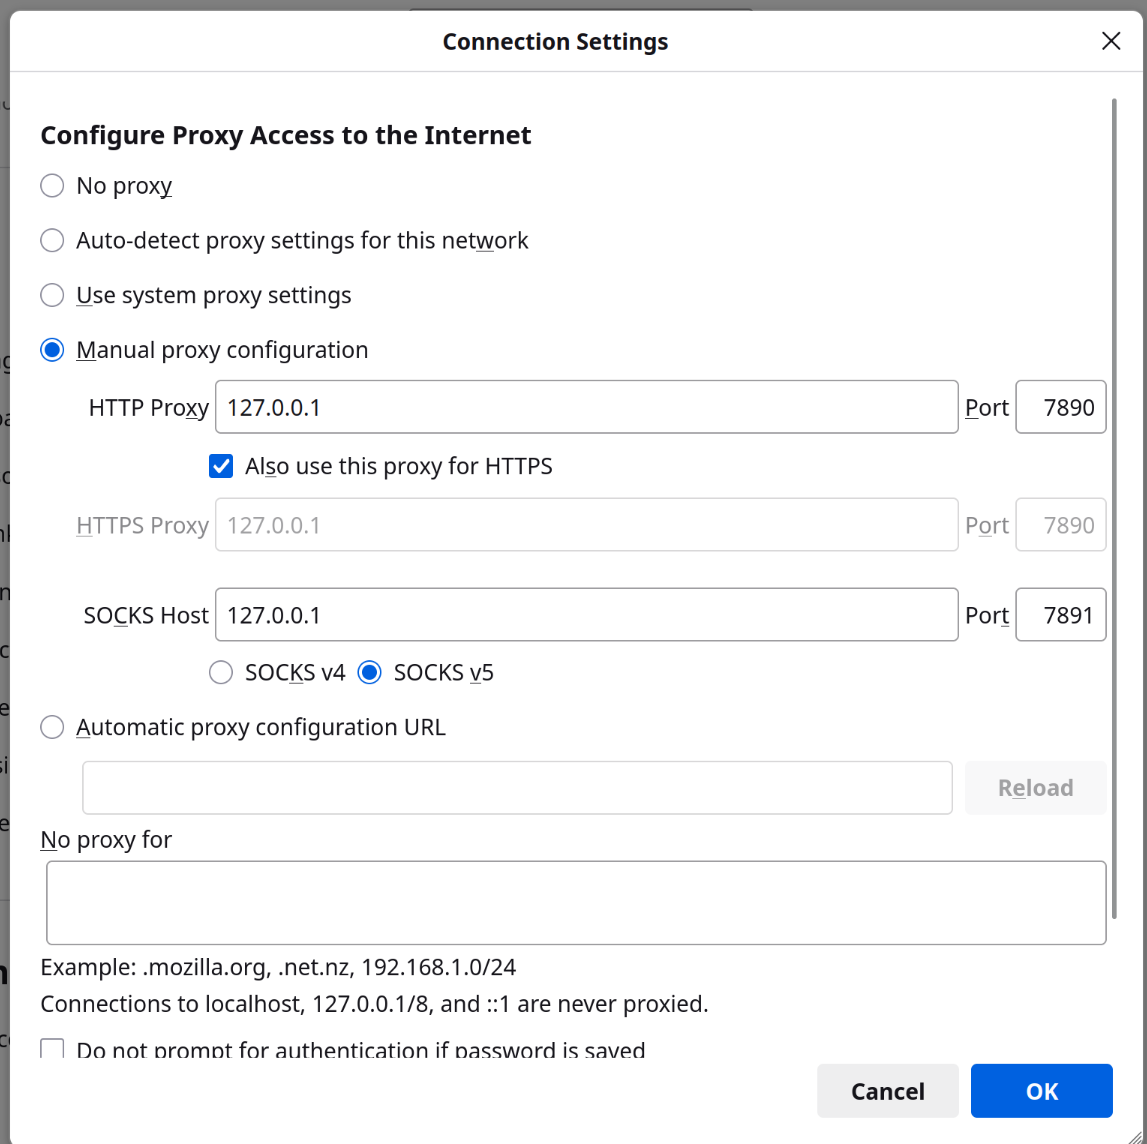 Connection Settings
Configure Proxy Access to the Internet
No proxy
Auto-detect proxy settings for this network
Use system proxy settings
Manual proxy configuration
HTTP Proxy 127.0.0.1 Port 7890
Also use this proxy for HTTPS
HTTPS Proxy 127.0.0.1 Port 7890
SOCKS Host 127.0.0.1 Port 7891
SOCKS v4 SOCKS v5
Automatic proxy configuration URL
Reload
No proxy for
Example: .mozilla.org, .net.nz, 192.168.1.0/24
Connections to localhost, 127.0.0.1/8, and ::1 are never proxied.
Do not prompt for authentication if password is saved
Cancel OK